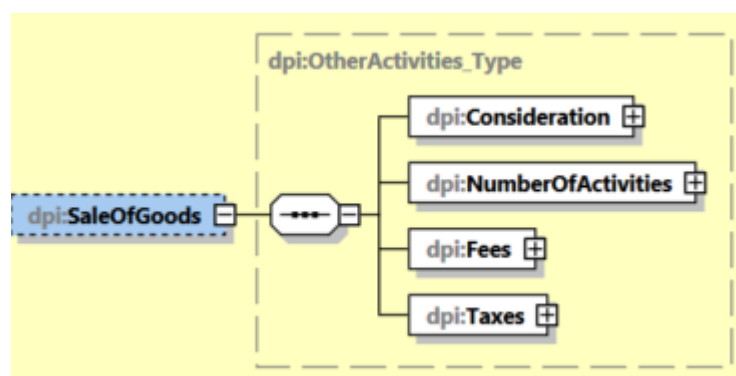 dpi:OtherActivities_Type
dpi:Consideration
dpi:NumberOfActivities
dpi:SaleOfGoods
dpi:Fees
dpi:Taxes